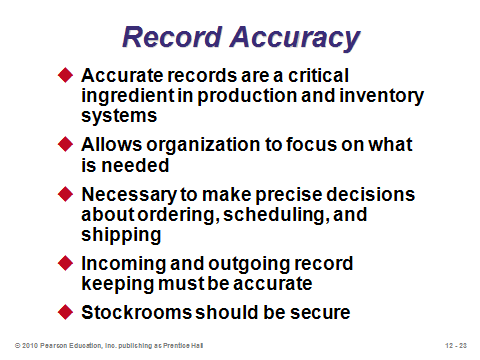 Record Accuracy
Accurate records are a critical
ingredient in production and inventory
systems
Allows organization to focus on what
is needed
Necessary to make precise decisions
about ordering, scheduling, and
shipping
Incoming and outgoing record
keeping must be accurate
Stockrooms should be secure
© 2010 Pearson Education, Inc. publishing as Prentice Hall
12 - 23